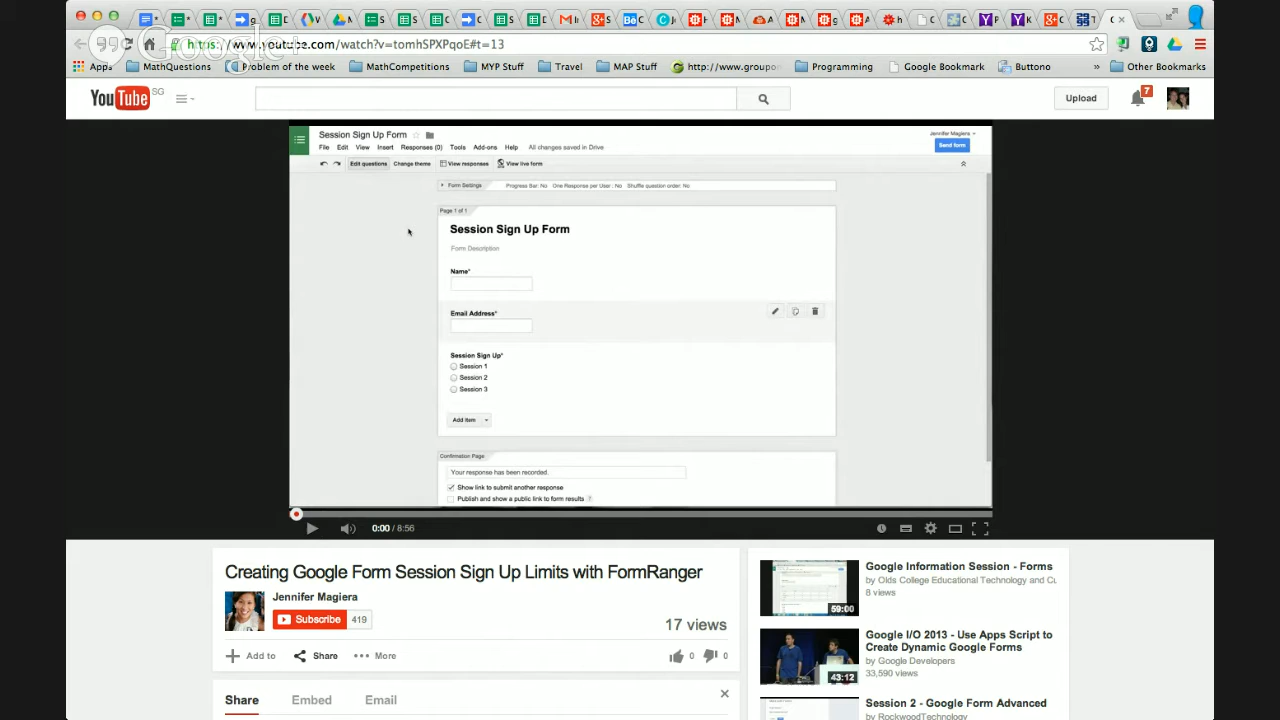 Google+
https://www.youtube.com/watch?v=tomhSPXPqoE#t=13
Apps
MathQuestions
Problem of the week
MathCompetitions
MYP Stuff
Travel
MAP Stuff
http://www.groupon
Programming
Google Bookmark
Buttono
»
Other Bookmarks
YouTube SG
Upload
7
Session Sign Up Form
Jennifer Magiera
File Edit View Insert Responses (0) Tools Add-ons Help All changes saved in Drive
Send form
Edit questions Change theme View responses View live form
Form Settings Progress Bar: No One Response per User : No Shuffle question order: No
Page 1 of 1
Session Sign Up Form
Form Description
Name*
Email Address*
Session Sign Up*
Session 1
Session 2
Session 3
Add item
Confirmation Page
Your response has been recorded.
Show link to submit another response
Publish and show a public link to form results ?
0:00 / 8:56
Creating Google Form Session Sign Up Limits with FormRanger
Jennifer Magiera
Subscribe 419
17 views
Add to Share More 0 0
Share Embed Email
Google Information Session - Forms
by Olds College Educational Technology and Cu
8 views
59:00
Google I/O 2013 - Use Apps Script to
Create Dynamic Google Forms
by Google Developers
33,590 views
43:12
Session 2 - Google Form Advanced
by RockwoodTechnology